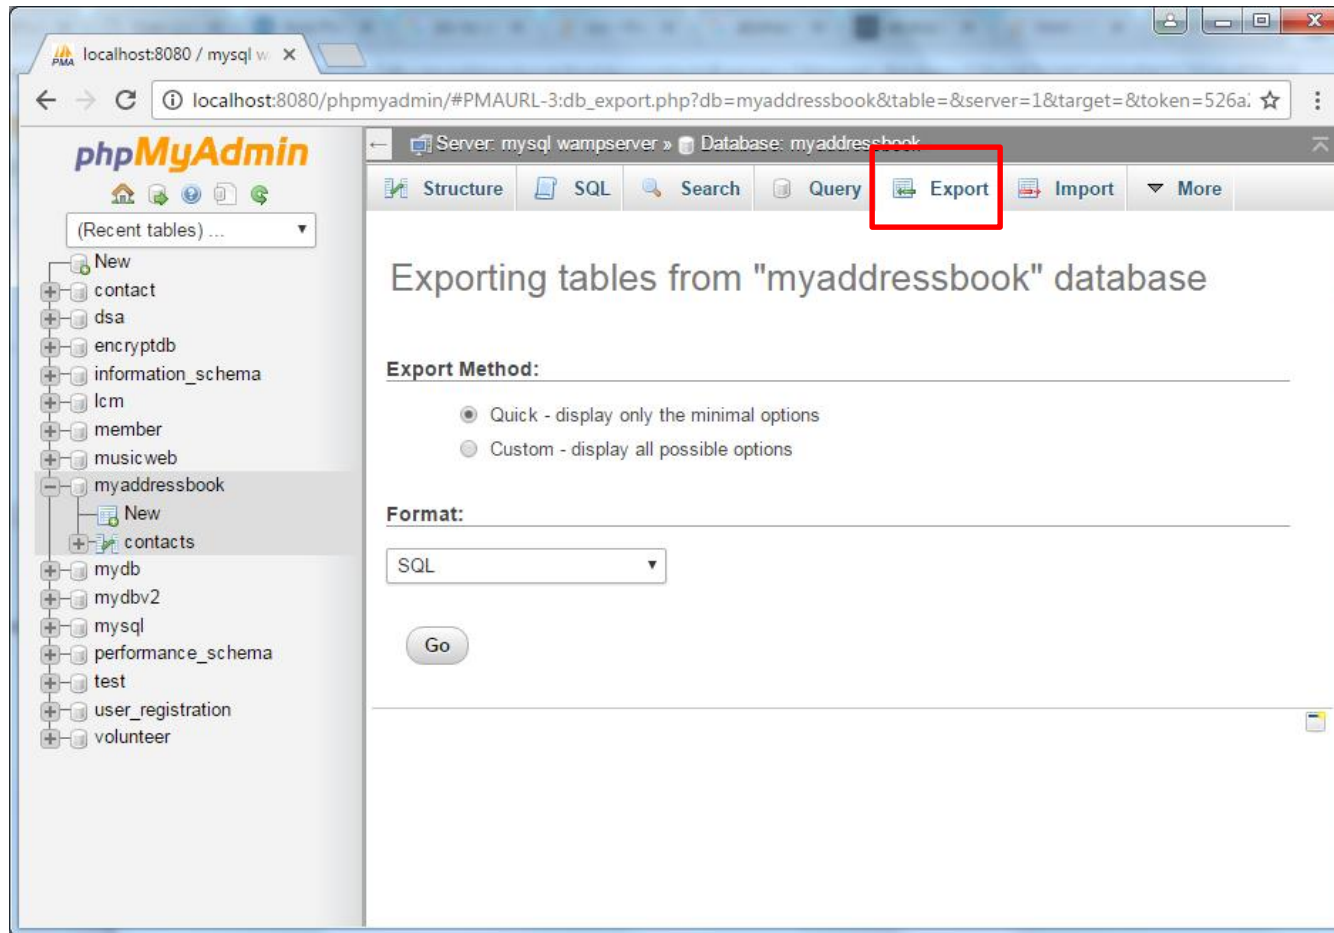 localhost:8080 / mysql w
localhost:8080/phpmyadmin/#PMAURL-3:db_export.php?db=myaddressbook&table=&server=1&target=&token=526a2
phpMyAdmin
(Recent tables) ...
New
contact
dsa
encryptdb
information_schema
lcm
member
musicweb
myaddressbook
New
contacts
mydb
mydbv2
mysql
performance_schema
test
user_registration
volunteer
Server: mysql wampserver » Database: myaddressbook
Structure SQL Search Query Export Import More
Exporting tables from "myaddressbook" database
Export Method:
Quick - display only the minimal options
Custom - display all possible options
Format:
SQL
Go